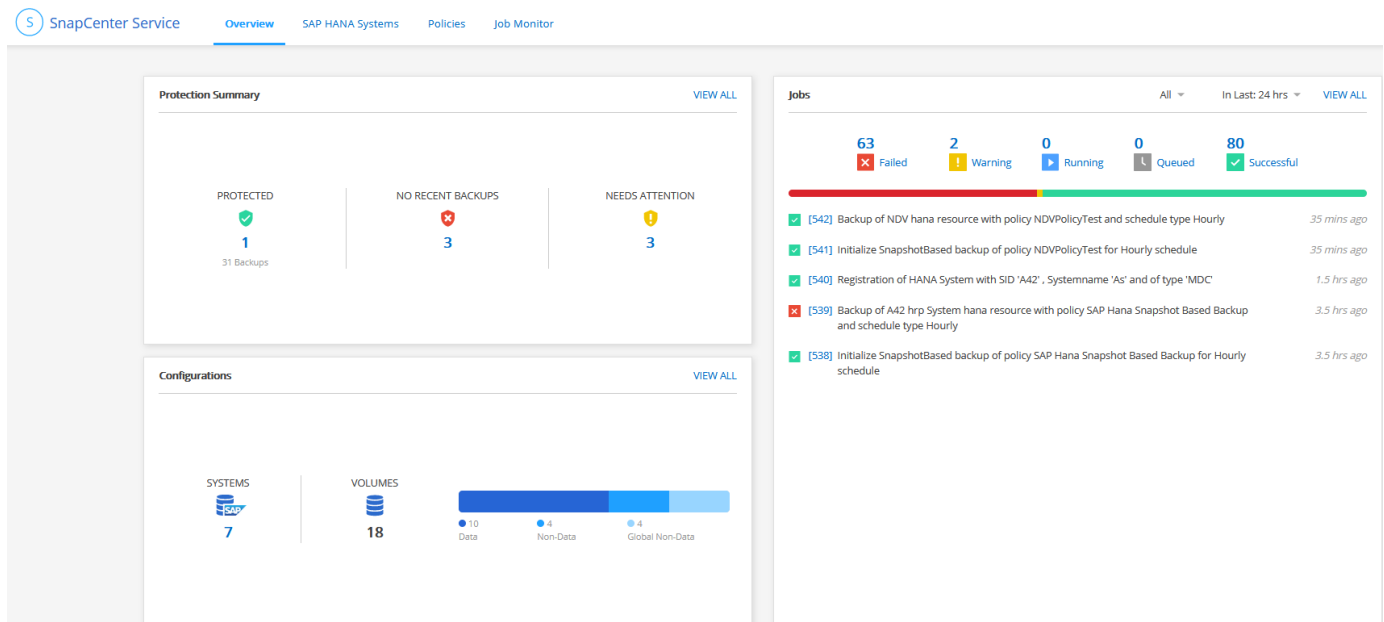 S SnapCenter Service Overview SAP HANA Systems Policies Job Monitor
Protection Summary VIEW ALL
PROTECTED NO RECENT BACKUPS NEEDS ATTENTION
1 3 3
31 Backups
Configurations VIEW ALL
SYSTEMS VOLUMES
SAP
7 18
10 4 4
Data Non-Data Global Non-Data
Jobs All In Last: 24 hrs VIEW ALL
63 2 0 0 80
Failed Warning Running Queued Successful
[542] Backup of NDV hana resource with policy NDVPolicyTest and schedule type Hourly 35 mins ago
[541] Initialize SnapshotBased backup of policy NDVPolicyTest for Hourly schedule 35 mins ago
[540] Registration of HANA System with SID 'A42' , Systemname 'As' and of type 'MDC' 1.5 hrs ago
[539] Backup of A42 hrp System hana resource with policy SAP Hana Snapshot Based Backup 3.5 hrs ago
and schedule type Hourly
[538] Initialize SnapshotBased backup of policy SAP Hana Snapshot Based Backup for Hourly 3.5 hrs ago
schedule